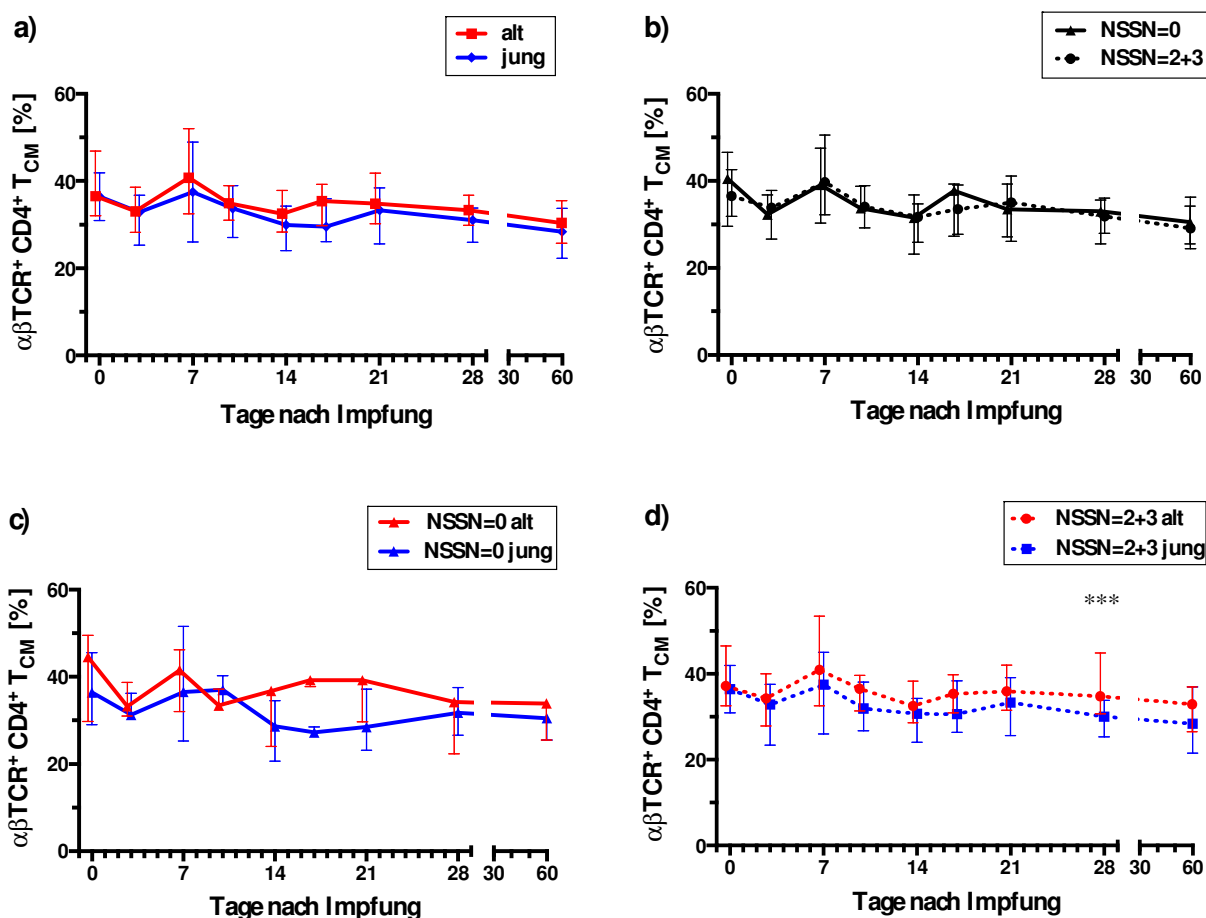 a)
alt
jung
αβTCR⁺ CD4⁺ T_CM [%]
60
40
20
0
0 7 14 21 28 30 60
Tage nach Impfung
b)
NSSN=0
NSSN=2+3
αβTCR⁺ CD4⁺ T_CM [%]
60
40
20
0
0 7 14 21 28 30 60
Tage nach Impfung
c)
NSSN=0 alt
NSSN=0 jung
αβTCR⁺ CD4⁺ T_CM [%]
60
40
20
0
0 7 14 21 28 30 60
Tage nach Impfung
d)
NSSN=2+3 alt
NSSN=2+3 jung
αβTCR⁺ CD4⁺ T_CM [%]
60
40
20
0
***
0 7 14 21 28 30 60
Tage nach Impfung